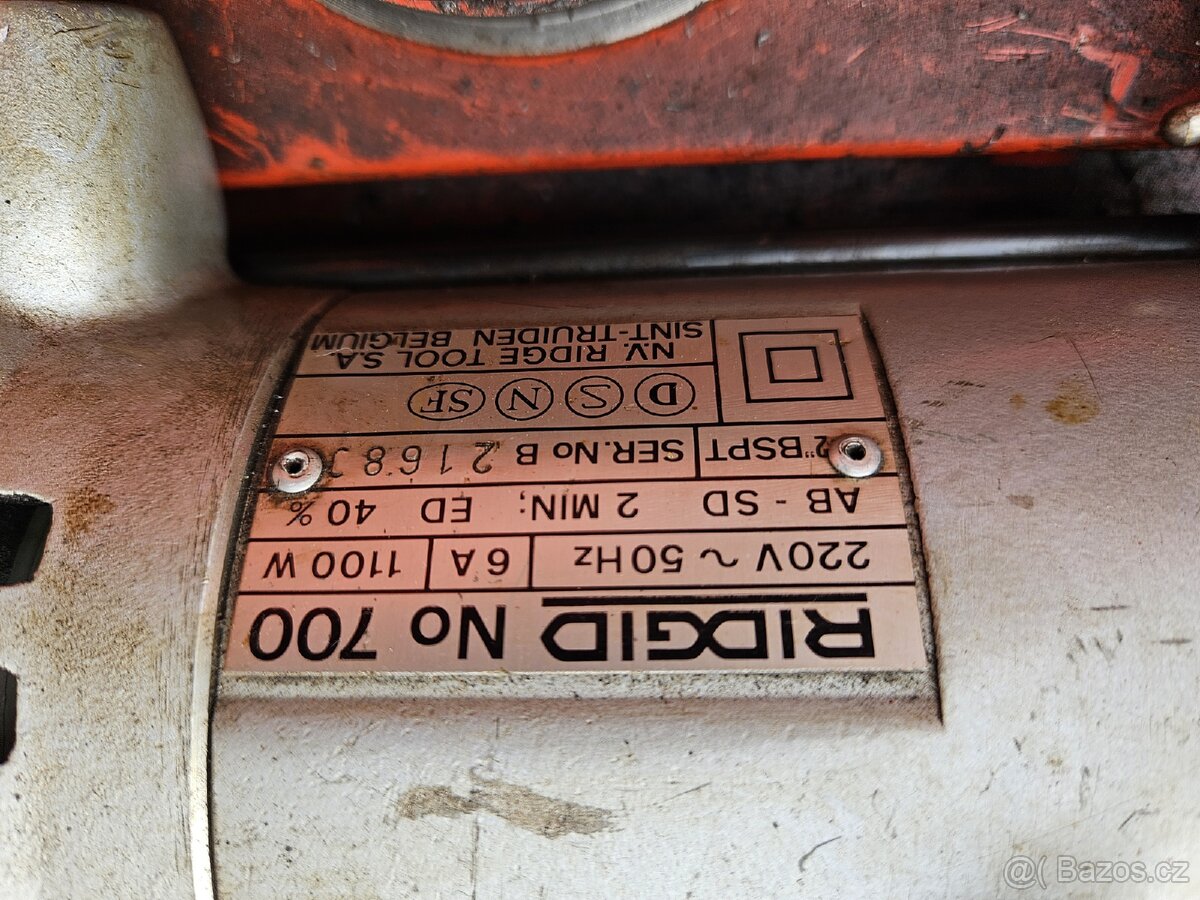 RIDGID No 700
220V ~ 50Hz 6A 1100 W
AB - SD 2 MIN; ED 40%
2"BSPT SER.No B 2168
D S N SF
N.V. RIDGE TOOL S.A
SINT-TRUIDEN BELGIUM
@( Bazos.cz